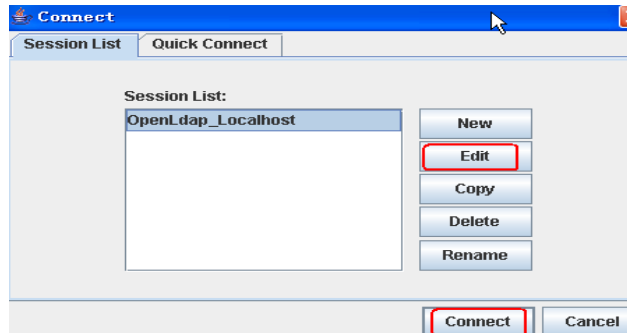 Connect
Session List
Quick Connect
Session List:
OpenLdap_Localhost
New
Edit
Copy
Delete
Rename
Connect
Cancel